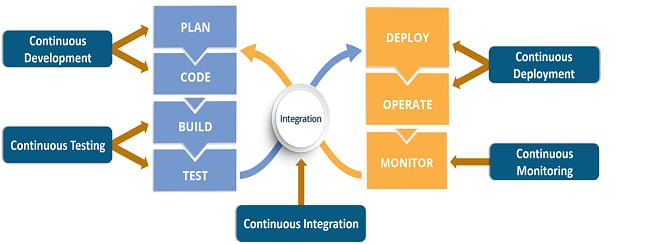 PLAN
Continuous
Development
CODE
BUILD
Continuous Testing
TEST
Integration
Continuous Integration
DEPLOY
Continuous
Deployment
OPERATE
MONITOR
Continuous
Monitoring